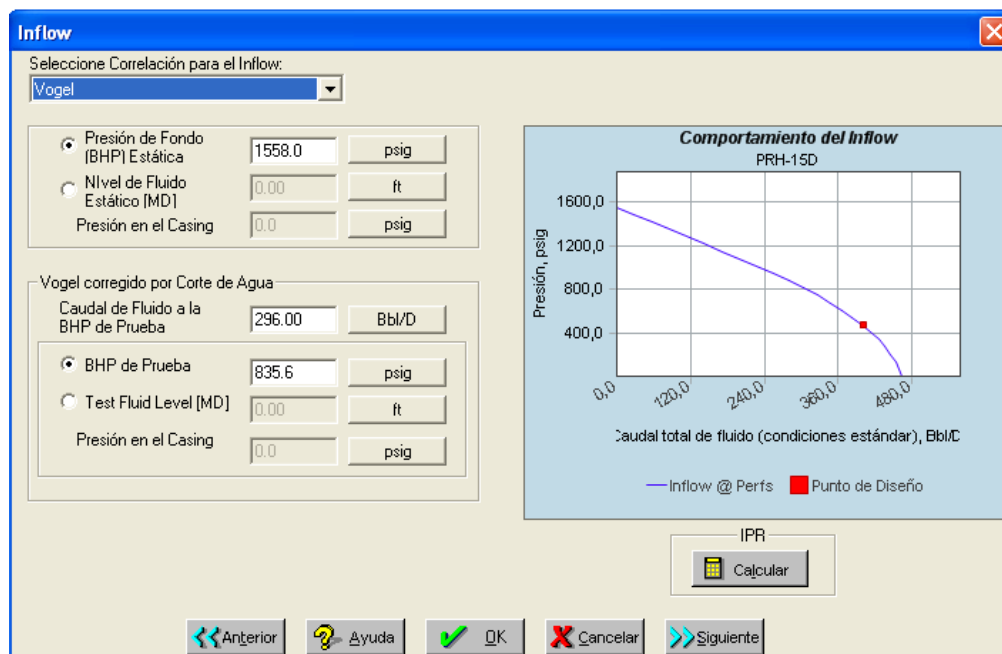 Inflow
Seleccione Correlación para el Inflow:
Vogel
Presión de Fondo
(BHP) Estática
1558.0
psig
NIvel de Fluido
Estático [MD]
0.00
ft
Presión en el Casing
0.0
psig
Vogel corregido por Corte de Agua
Caudal de Fluido a la
BHP de Prueba
296.00
Bbl/D
BHP de Prueba
835.6
psig
Test Fluid Level [MD]
0.00
ft
Presión en el Casing
0.0
psig
Comportamiento del Inflow
PRH-15D
Presión, psig
1600,0
1200,0
800,0
400,0
0,0
120,0
240,0
360,0
480,0
Caudal total de fluido (condiciones estándar), Bbl/D
Inflow @ Perfs
Punto de Diseño
IPR
Calcular
Anterior
Ayuda
OK
Cancelar
Siguiente